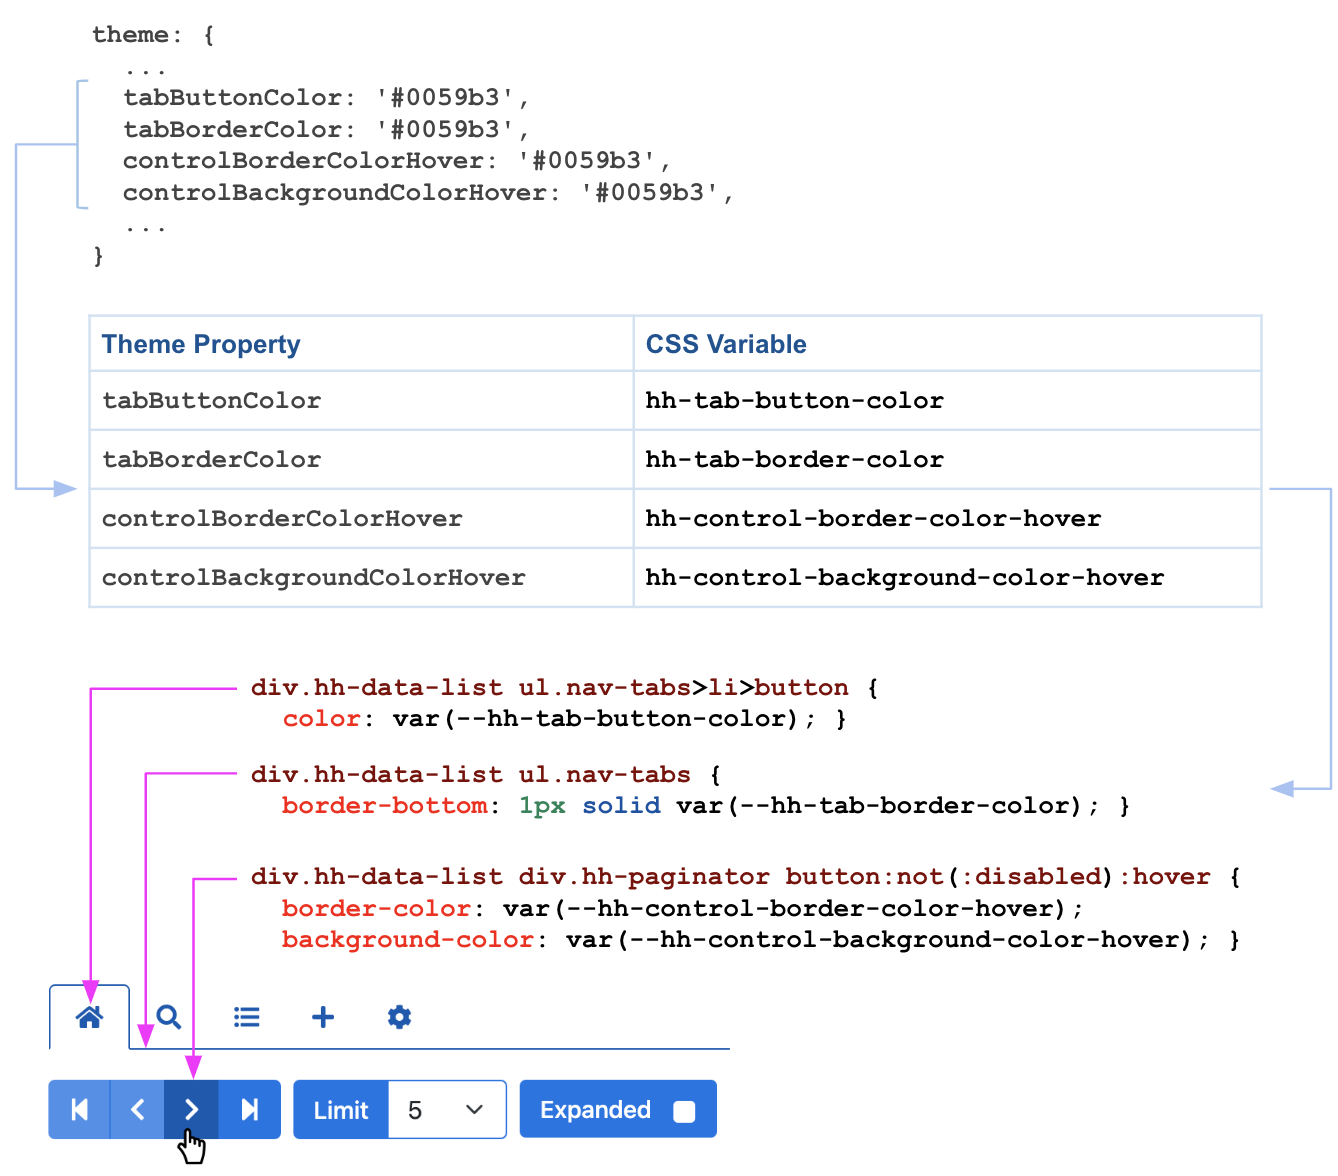 theme: {
...
tabButtonColor: '#0059b3',
tabBorderColor: '#0059b3',
controlBorderColorHover: '#0059b3',
controlBackgroundColorHover: '#0059b3',
...
}
Theme Property CSS Variable
tabButtonColor hh-tab-button-color
tabBorderColor hh-tab-border-color
controlBorderColorHover hh-control-border-color-hover
controlBackgroundColorHover hh-control-background-color-hover
div.hh-data-list ul.nav-tabs>li>button {
color: var(--hh-tab-button-color); }
div.hh-data-list ul.nav-tabs {
border-bottom: 1px solid var(--hh-tab-border-color); }
div.hh-data-list div.hh-paginator button:not(:disabled):hover {
border-color: var(--hh-control-border-color-hover);
background-color: var(--hh-control-background-color-hover); }
Limit 5 Expanded